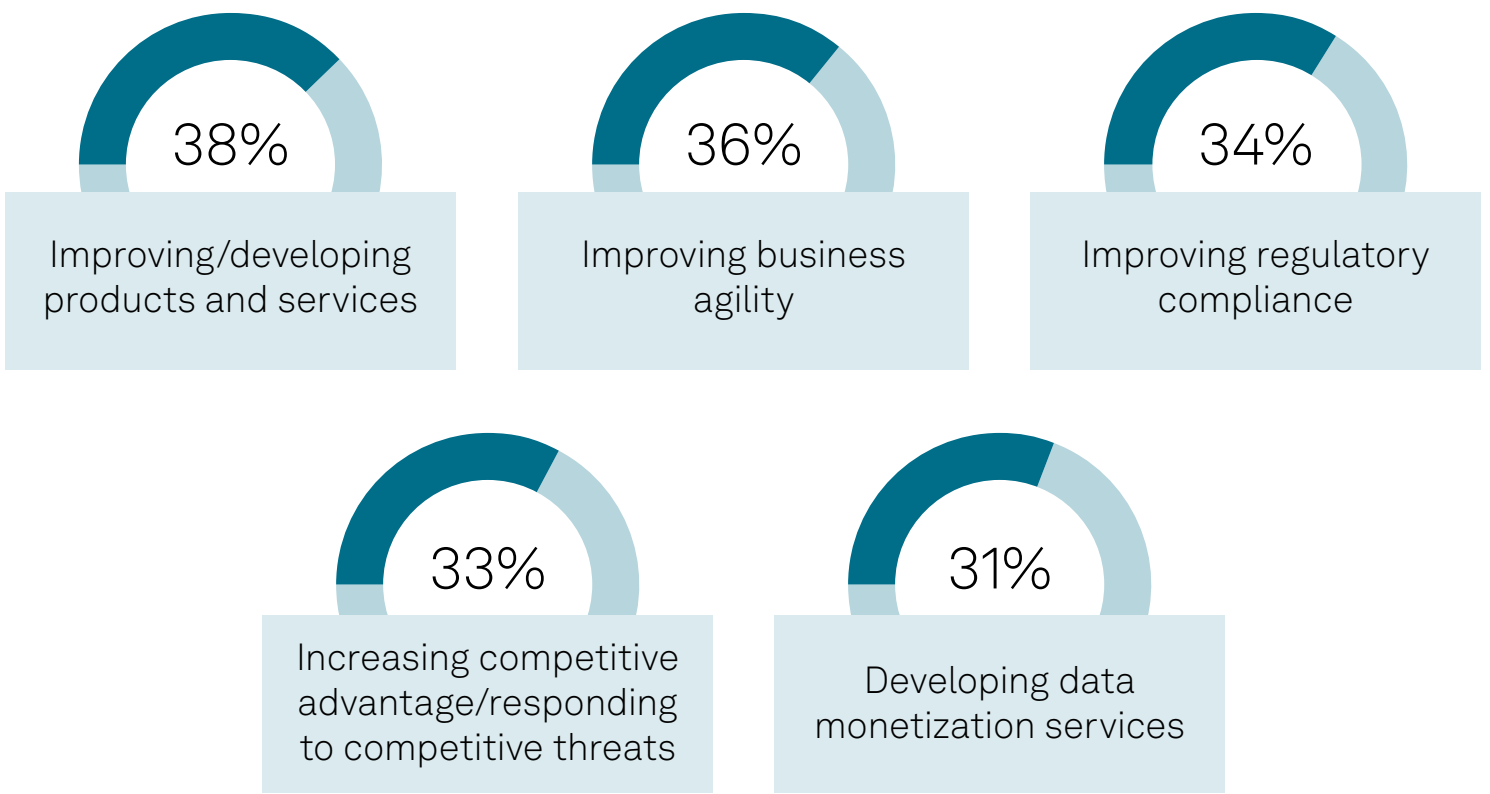 38%
Improving/developing
products and services
36%
Improving business
agility
34%
Improving regulatory
compliance
33%
Increasing competitive
advantage/responding
to competitive threats
31%
Developing data
monetization services